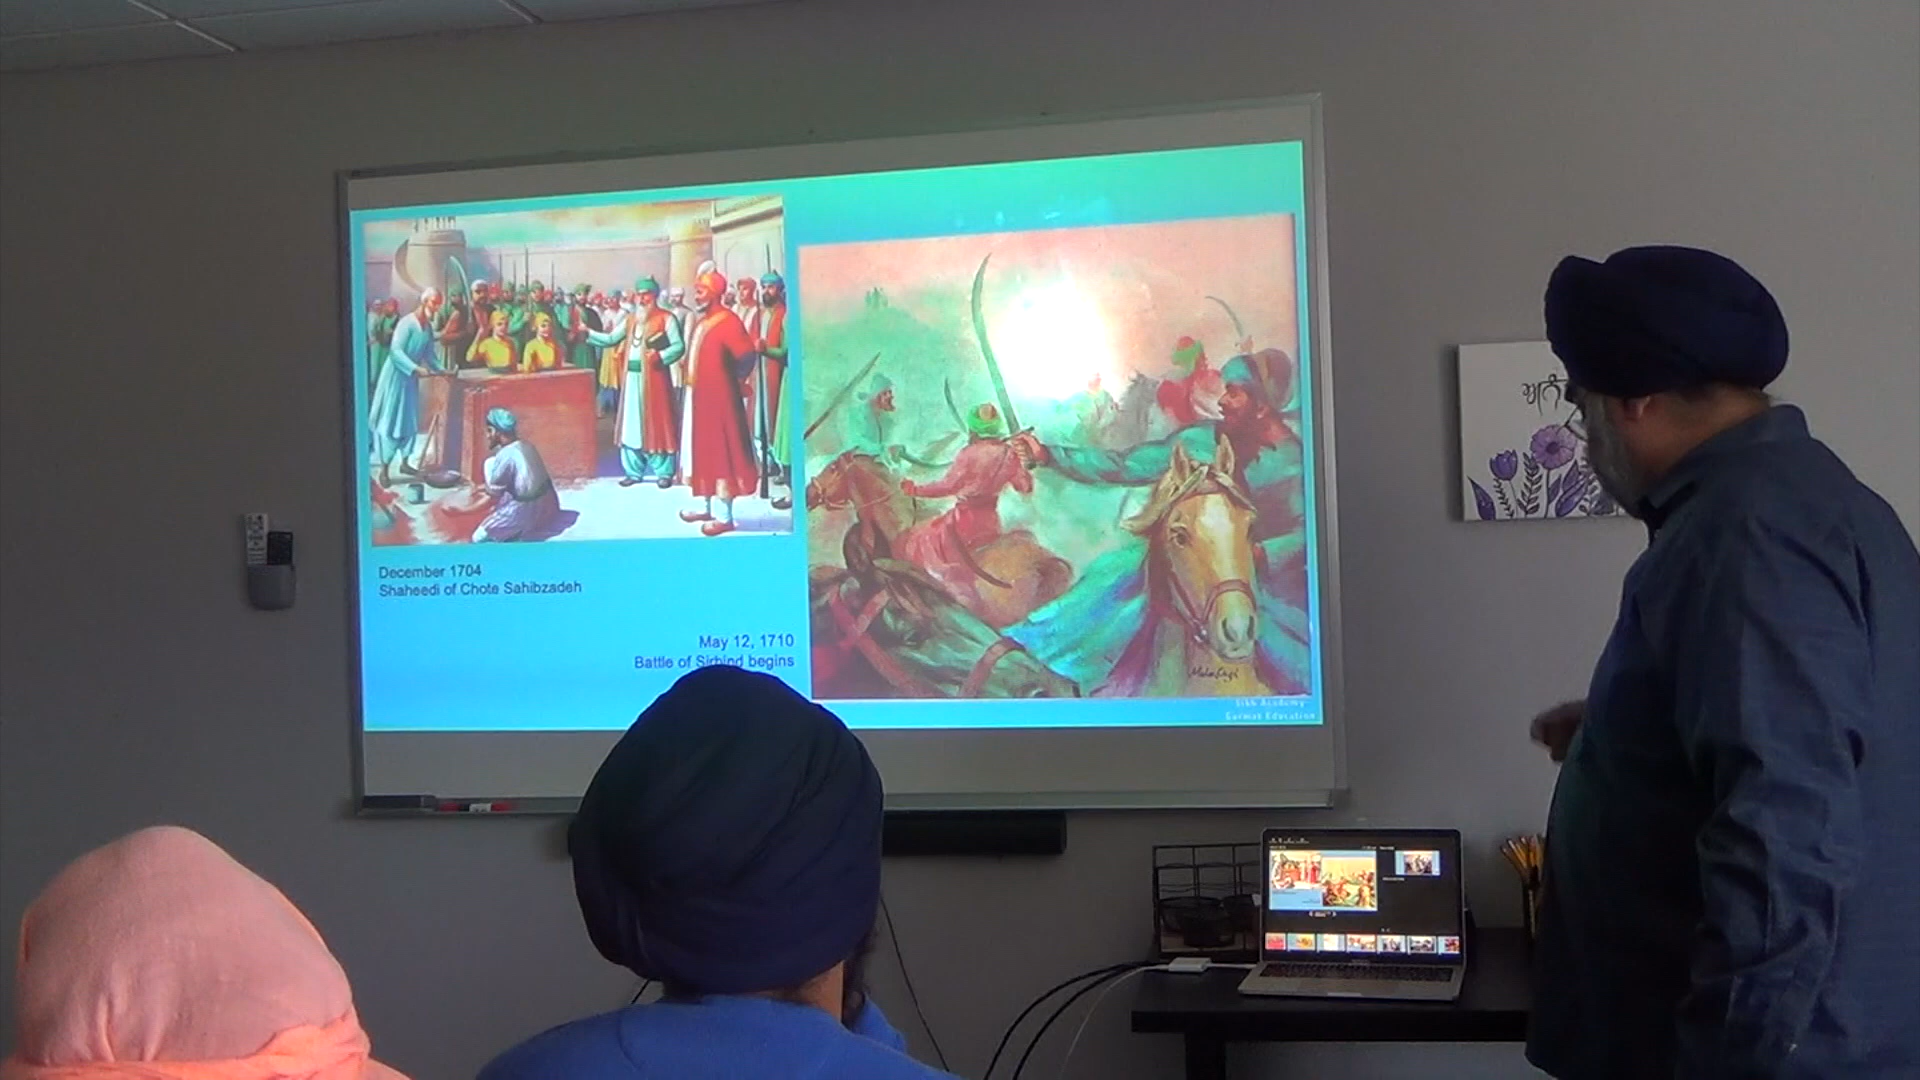 December 1704
Shaheedi of Chote Sahibzadeh
May 12, 1710
Battle of Sirhind begins
Sikh Academy
Gurmat Education